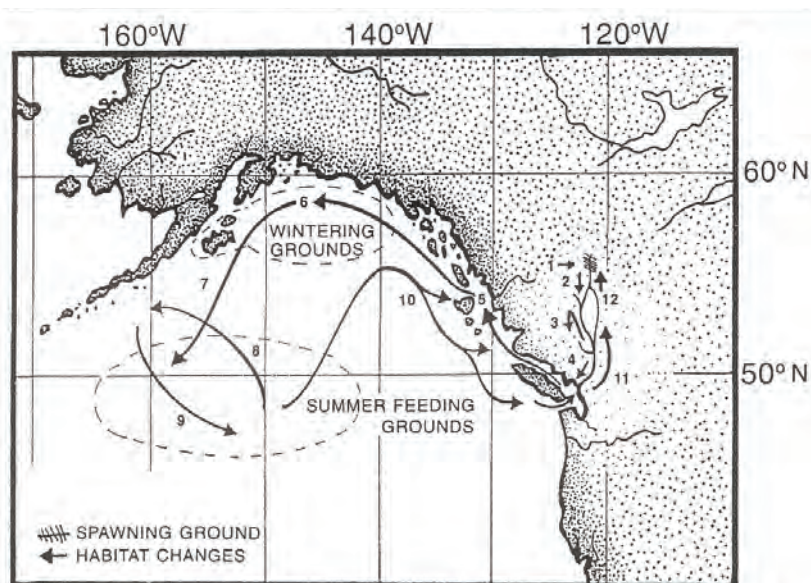 160°W 140°W 120°W
60°N
6
WINTERING
GROUNDS
1
2
7
10
5
12
3
8
4
50°N
11
SUMMER FEEDING
GROUNDS
9
SPAWNING GROUND
HABITAT CHANGES